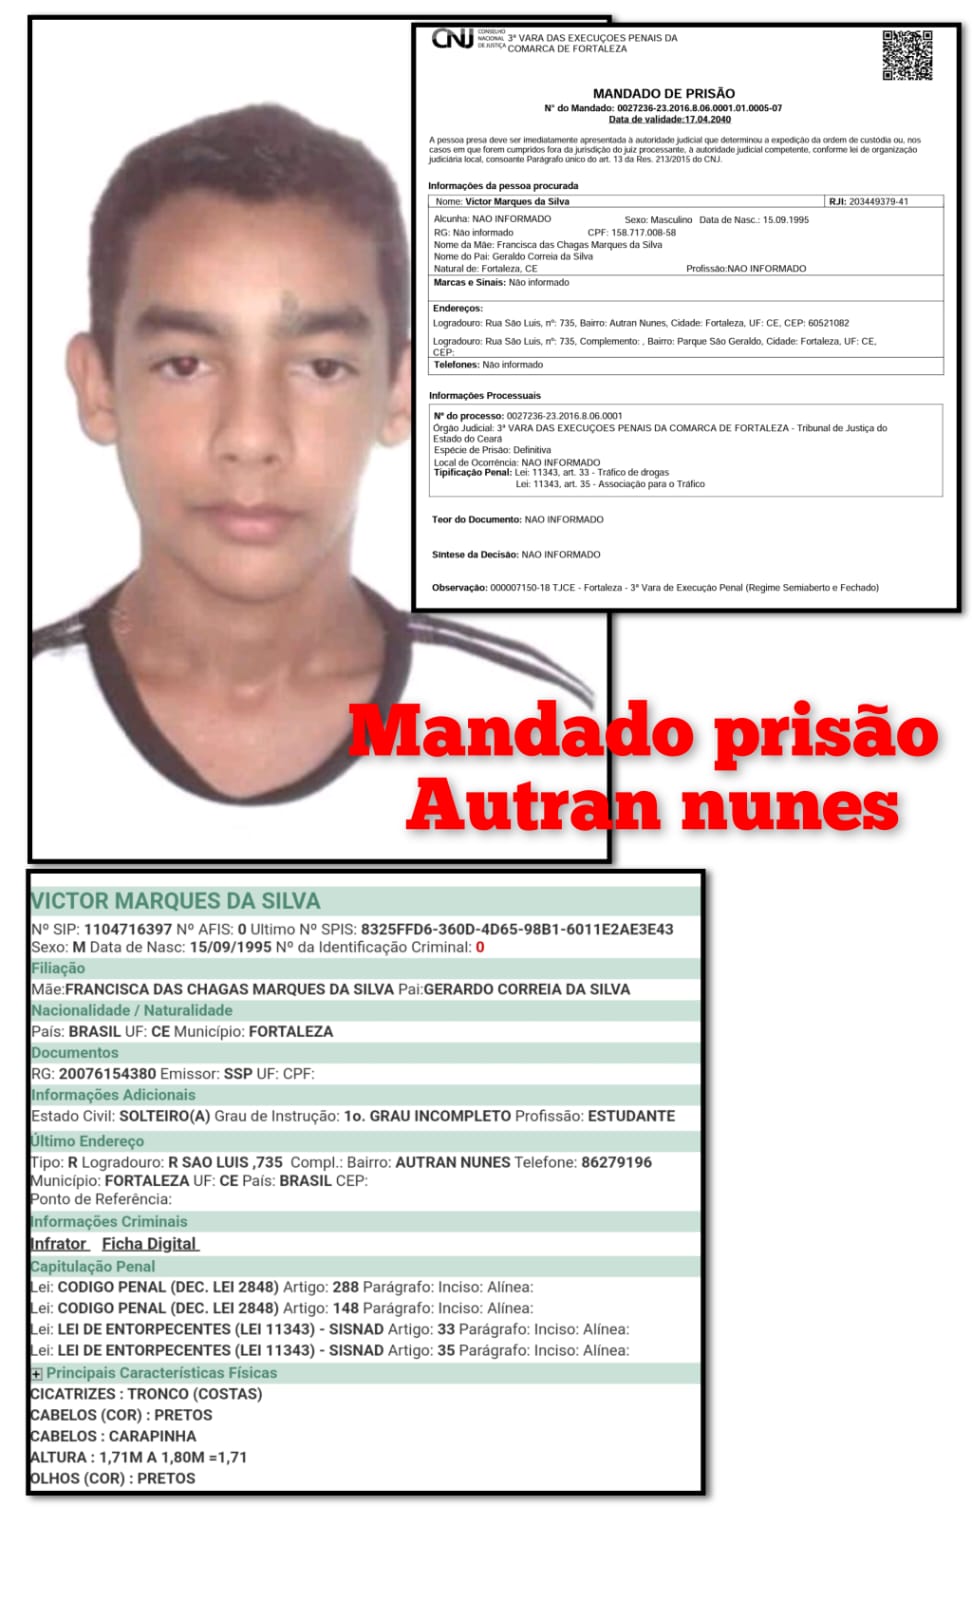 CNJ CONSELHO NACIONAL DE JUSTIÇA
3ª VARA DAS EXECUÇOES PENAIS DA
COMARCA DE FORTALEZA
MANDADO DE PRISÃO
N° do Mandado: 0027236-23.2016.8.06.0001.01.0005-07
Data de validade:17.04.2040
A pessoa presa deve ser imediatamente apresentada à autoridade judicial que determinou a expedição da ordem de custódia ou, nos
casos em que forem cumpridos fora da jurisdição do juiz processante, à autoridade judicial competente, conforme lei de organização
judiciária local, consoante Parágrafo único do art. 13 da Res. 213/2015 do CNJ.
Informações da pessoa procurada
Nome: Victor Marques da Silva RJI: 203449379-41
Alcunha: NAO INFORMADO Sexo: Masculino Data de Nasc.: 15.09.1995
RG: Não informado CPF: 158.717.008-58
Nome da Mãe: Francisca das Chagas Marques da Silva
Nome do Pai: Geraldo Correia da Silva
Natural de: Fortaleza, CE Profissão:NAO INFORMADO
Marcas e Sinais: Não informado
Endereços:
Logradouro: Rua São Luis, nº: 735, Bairro: Autran Nunes, Cidade: Fortaleza, UF: CE, CEP: 60521082
Logradouro: Rua São Luis, nº: 735, Complemento: , Bairro: Parque São Geraldo, Cidade: Fortaleza, UF: CE,
CEP:
Telefones: Não informado
Informações Processuais
Nº do processo: 0027236-23.2016.8.06.0001
Órgão Judicial: 3ª VARA DAS EXECUÇOES PENAIS DA COMARCA DE FORTALEZA - Tribunal de Justiça do
Estado do Ceará
Espécie de Prisão: Definitiva
Local de Ocorrência: NAO INFORMADO
Tipificação Penal: Lei: 11343, art. 33 - Tráfico de drogas
Lei: 11343, art. 35 - Associação para o Tráfico
Teor do Documento: NAO INFORMADO
Síntese da Decisão: NAO INFORMADO
Observação: 000007150-18 TJCE - Fortaleza - 3ª Vara de Execução Penal (Regime Semiaberto e Fechado)
Mandado prisão
Autran nunes
VICTOR MARQUES DA SILVA
Nº SIP: 1104716397 Nº AFIS: 0 Ultimo Nº SPIS: 8325FFD6-360D-4D65-98B1-6011E2AE3E43
Sexo: M Data de Nasc: 15/09/1995 Nº da Identificação Criminal: 0
Filiação
Mãe:FRANCISCA DAS CHAGAS MARQUES DA SILVA Pai:GERARDO CORREIA DA SILVA
Nacionalidade / Naturalidade
País: BRASIL UF: CE Município: FORTALEZA
Documentos
RG: 20076154380 Emissor: SSP UF: CPF:
Informações Adicionais
Estado Civil: SOLTEIRO(A) Grau de Instrução: 1o. GRAU INCOMPLETO Profissão: ESTUDANTE
Último Endereço
Tipo: R Logradouro: R SAO LUIS ,735 Compl.: Bairro: AUTRAN NUNES Telefone: 86279196
Município: FORTALEZA UF: CE País: BRASIL CEP:
Ponto de Referência:
Informações Criminais
Infrator Ficha Digital
Capitulação Penal
Lei: CODIGO PENAL (DEC. LEI 2848) Artigo: 288 Parágrafo: Inciso: Alínea:
Lei: CODIGO PENAL (DEC. LEI 2848) Artigo: 148 Parágrafo: Inciso: Alínea:
Lei: LEI DE ENTORPECENTES (LEI 11343) - SISNAD Artigo: 33 Parágrafo: Inciso: Alínea:
Lei: LEI DE ENTORPECENTES (LEI 11343) - SISNAD Artigo: 35 Parágrafo: Inciso: Alínea:
Principais Características Físicas
CICATRIZES : TRONCO (COSTAS)
CABELOS (COR) : PRETOS
CABELOS : CARAPINHA
ALTURA : 1,71M A 1,80M =1,71
OLHOS (COR) : PRETOS